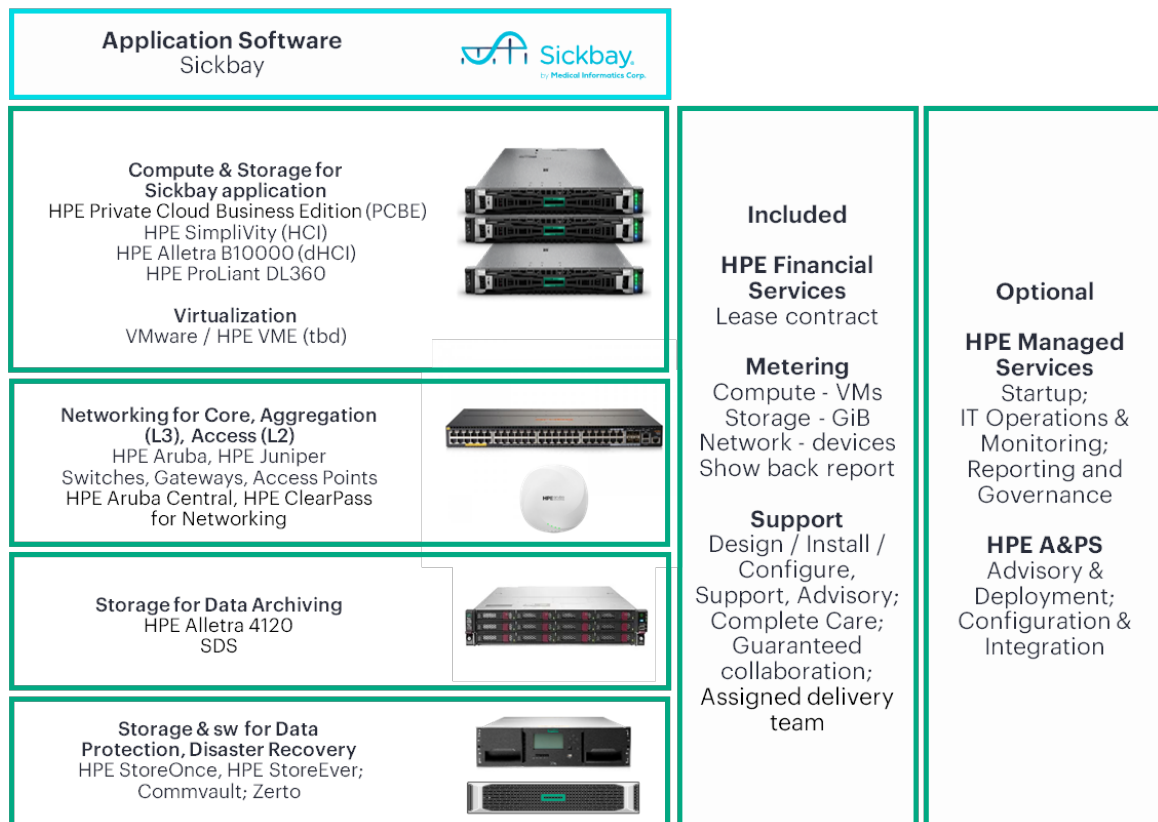 Application Software
Sickbay
Sickbay.
by Medical Informatics Corp.
Compute & Storage for
Sickbay application
HPE Private Cloud Business Edition (PCBE)
HPE SimpliVity (HCI)
HPE Alletra B10000 (dHCI)
HPE ProLiant DL360
Virtualization
VMware / HPE VME (tbd)
Networking for Core, Aggregation
(L3), Access (L2)
HPE Aruba, HPE Juniper
Switches, Gateways, Access Points
HPE Aruba Central, HPE ClearPass
for Networking
Storage for Data Archiving
HPE Alletra 4120
SDS
Storage & sw for Data
Protection, Disaster Recovery
HPE StoreOnce, HPE StoreEver;
Commvault; Zerto
Included
HPE Financial
Services
Lease contract
Metering
Compute - VMs
Storage - GiB
Network - devices
Show back report
Support
Design / Install /
Configure,
Support, Advisory;
Complete Care;
Guaranteed
collaboration;
Assigned delivery
team
Optional
HPE Managed
Services
Startup;
IT Operations &
Monitoring;
Reporting and
Governance
HPE A&PS
Advisory &
Deployment;
Configuration &
Integration